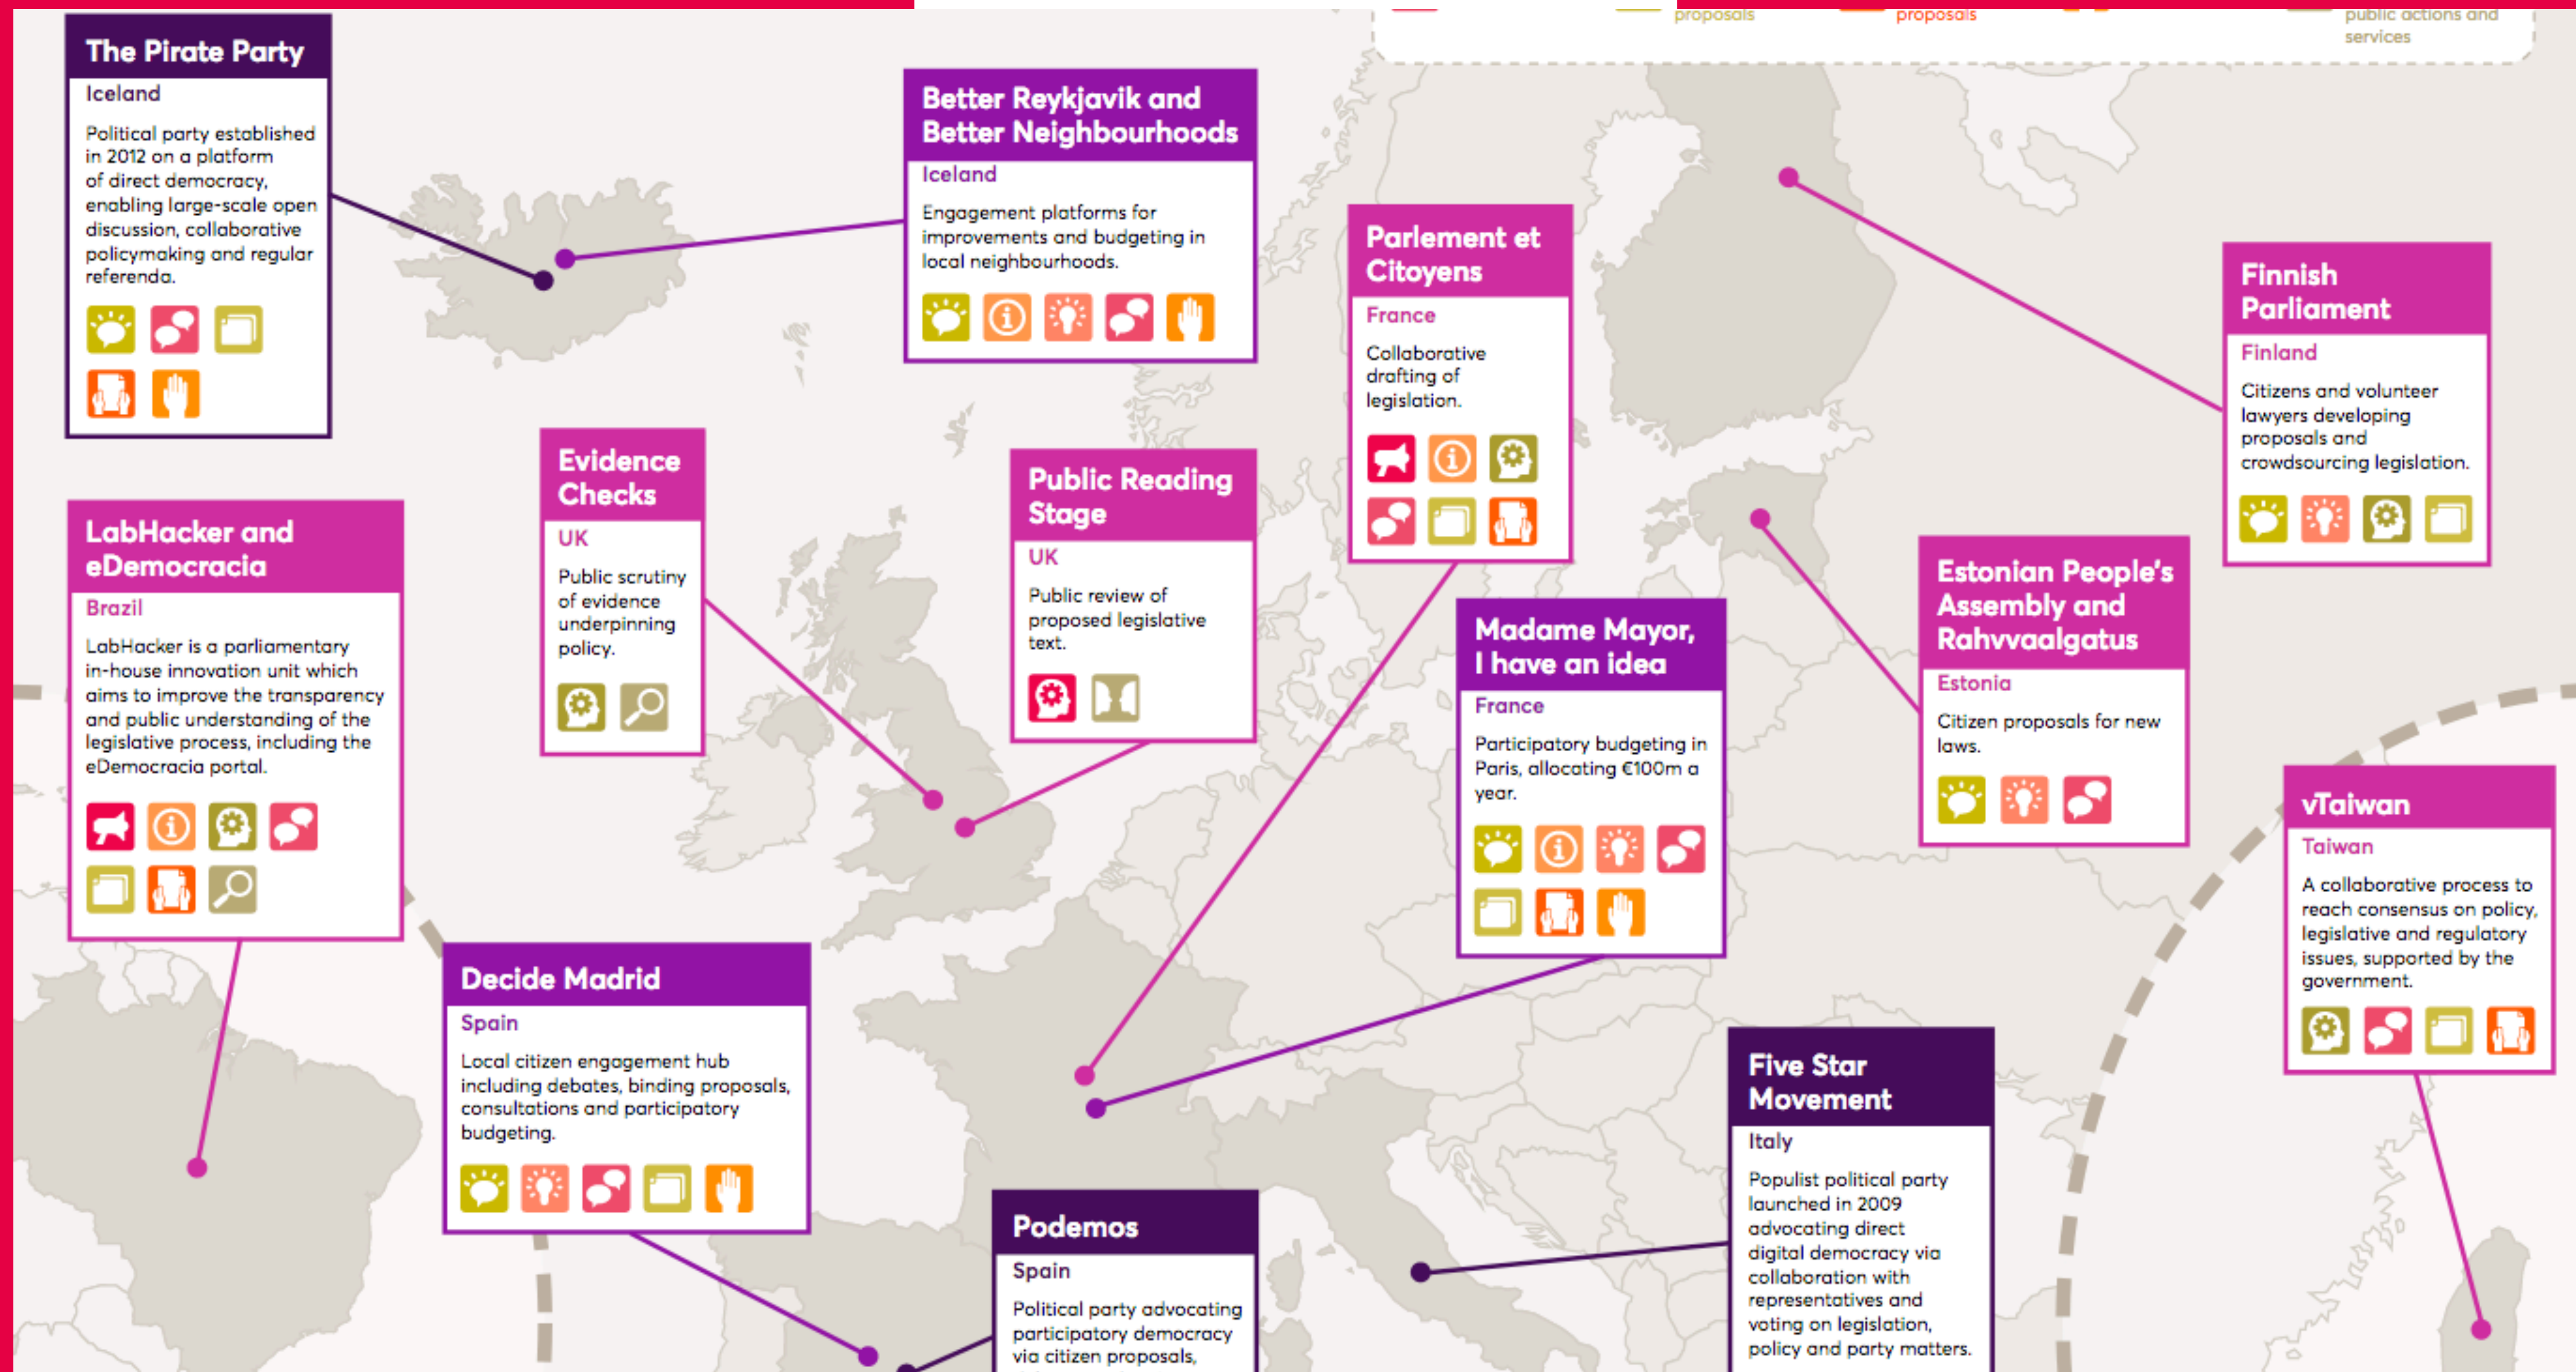 proposals
proposals
public actions and
services
The Pirate Party
Iceland
Political party established
in 2012 on a platform
of direct democracy,
enabling large-scale open
discussion, collaborative
policymaking and regular
referenda.
Better Reykjavik and
Better Neighbourhoods
Iceland
Engagement platforms for
improvements and budgeting in
local neighbourhoods.
Parlement et
Citoyens
France
Collaborative
drafting of
legislation.
Finnish
Parliament
Finland
Citizens and volunteer
lawyers developing
proposals and
crowdsourcing legislation.
Evidence
Checks
UK
Public scrutiny
of evidence
underpinning
policy.
Public Reading
Stage
UK
Public review of
proposed legislative
text.
LabHacker and
eDemocracia
Brazil
LabHacker is a parliamentary
in-house innovation unit which
aims to improve the transparency
and public understanding of the
legislative process, including the
eDemocracia portal.
Madame Mayor,
I have an idea
France
Participatory budgeting in
Paris, allocating €100m a
year.
Estonian People's
Assembly and
Rahvvaalgatus
Estonia
Citizen proposals for new
laws.
vTaiwan
Taiwan
A collaborative process to
reach consensus on policy,
legislative and regulatory
issues, supported by the
government.
Decide Madrid
Spain
Local citizen engagement hub
including debates, binding proposals,
consultations and participatory
budgeting.
Five Star
Movement
Italy
Populist political party
launched in 2009
advocating direct
digital democracy via
collaboration with
representatives and
voting on legislation,
policy and party matters.
Podemos
Spain
Political party advocating
participatory democracy
via citizen proposals,